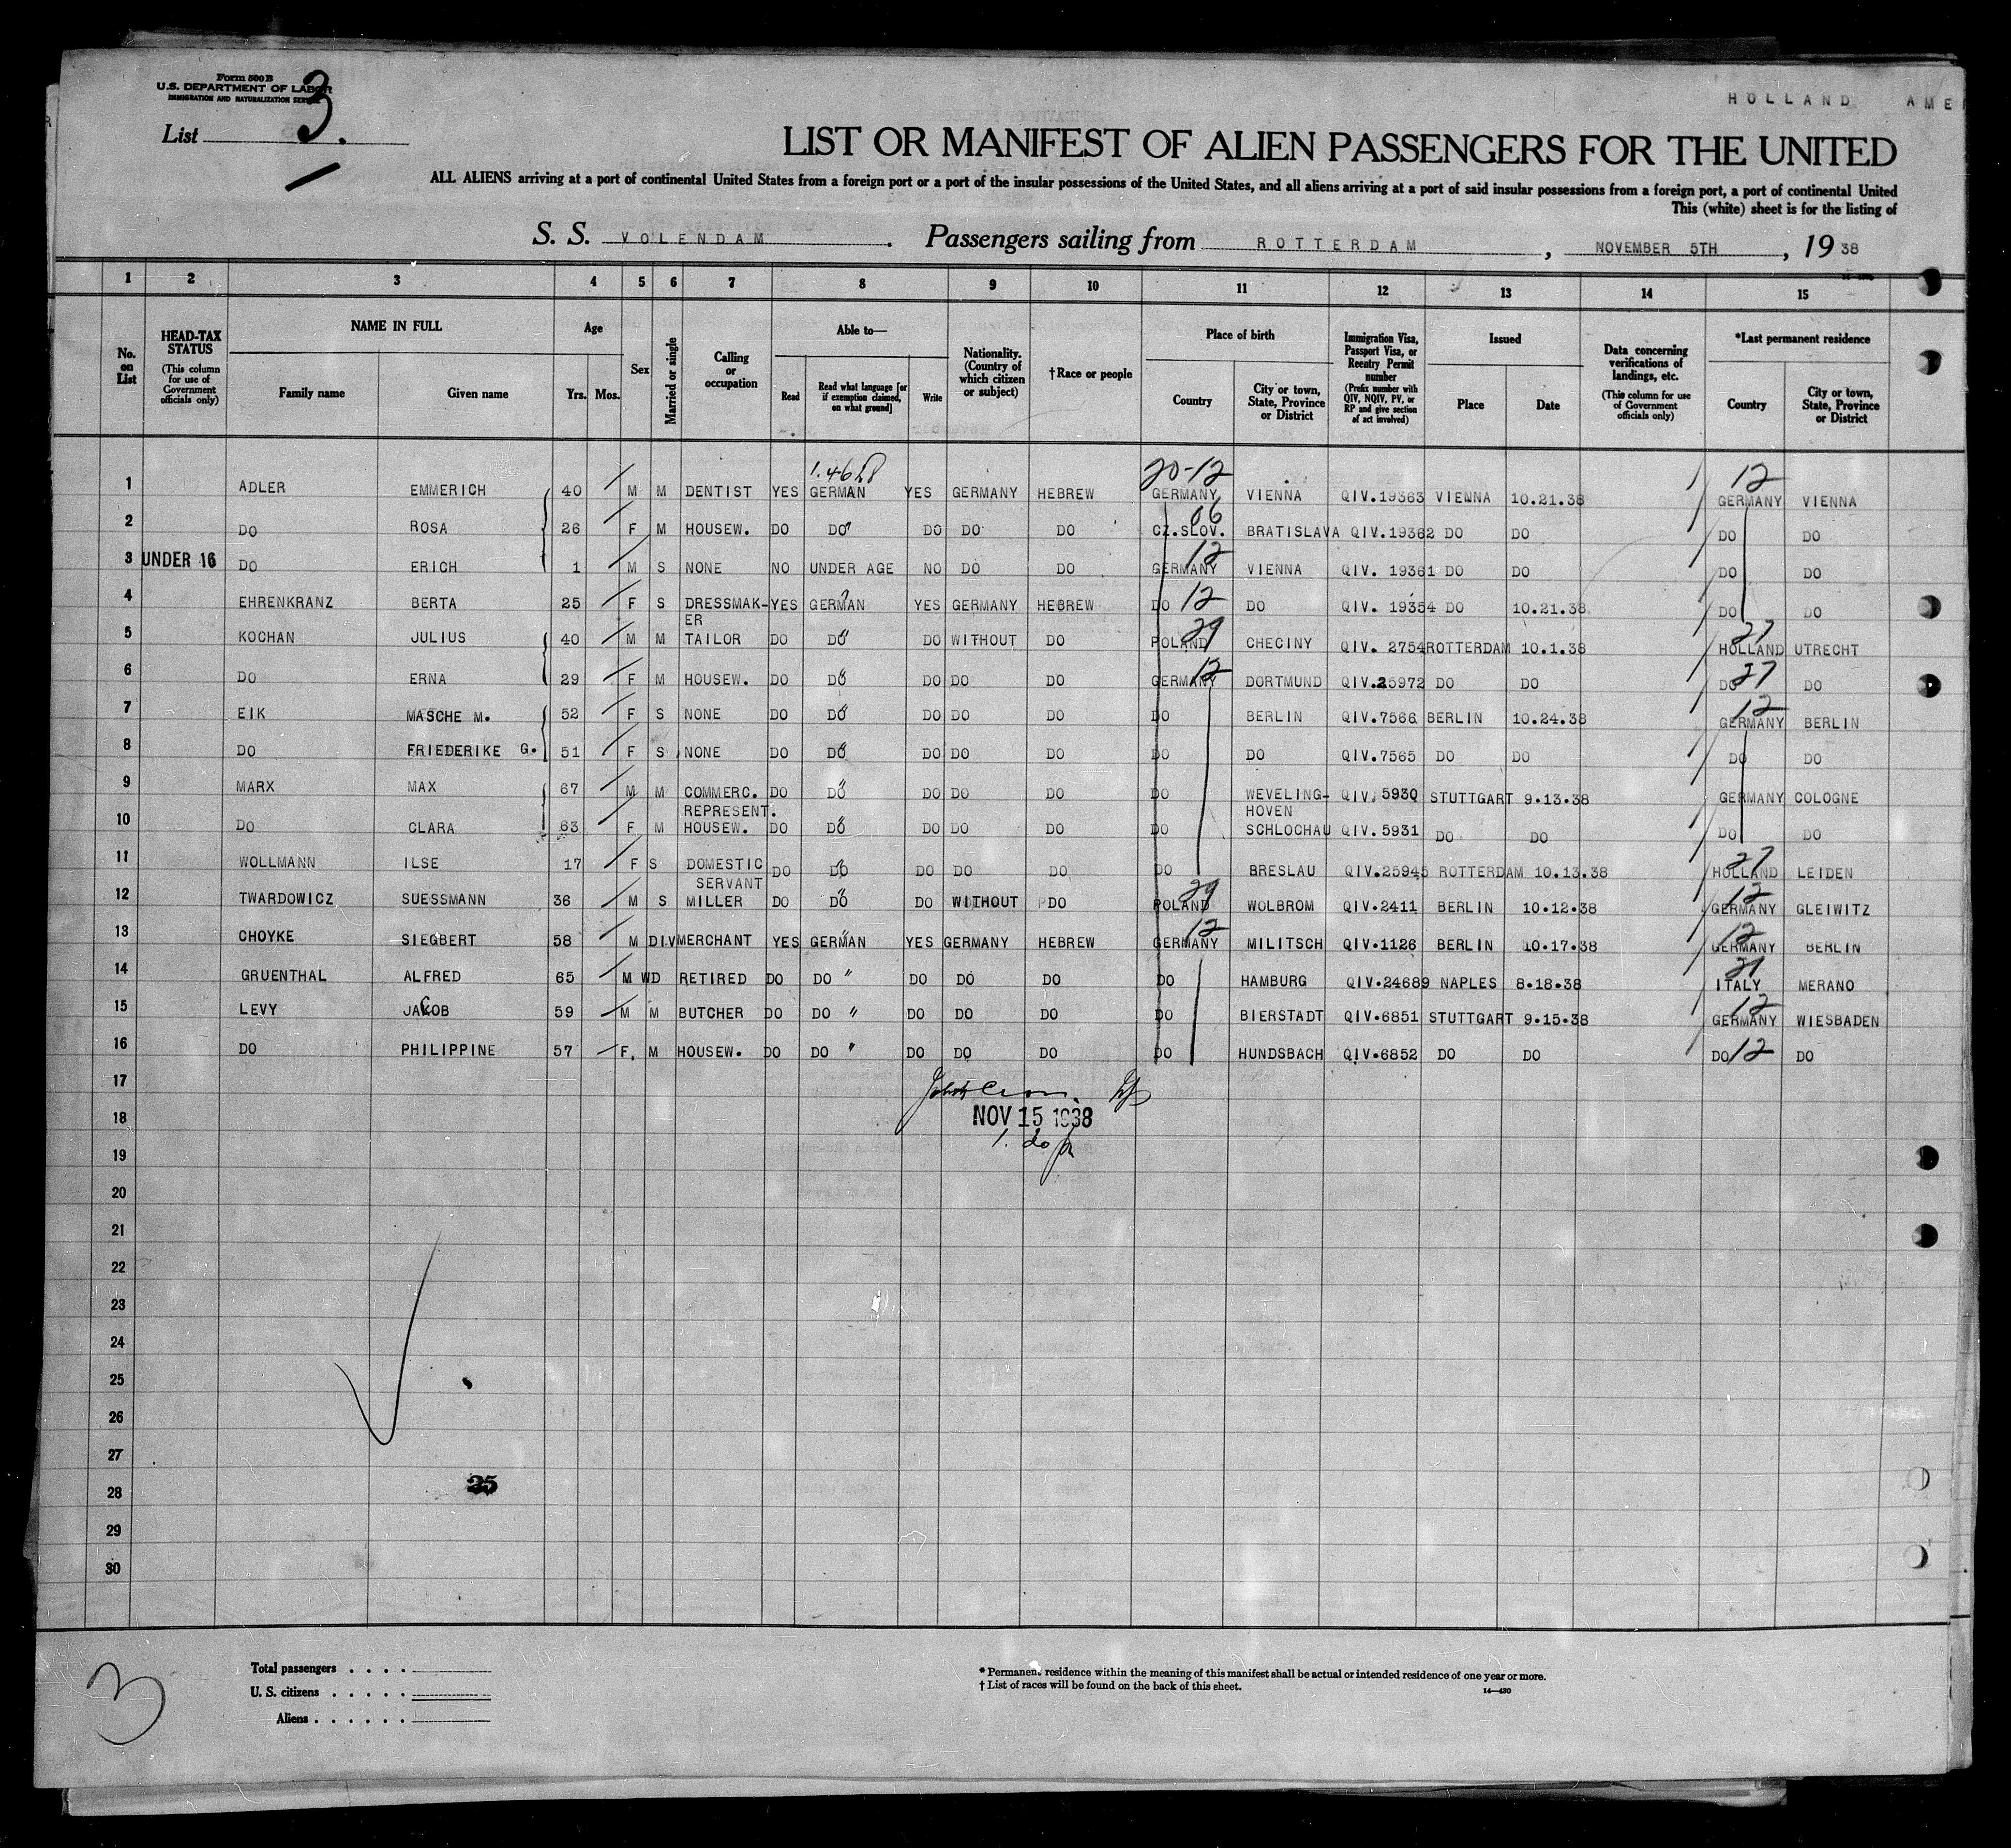 Form 500 B
U.S. DEPARTMENT OF LABOR
IMMIGRATION AND NATURALIZATION SERVICE
HOLLAND AME
List 3.
LIST OR MANIFEST OF ALIEN PASSENGERS FOR THE UNITED
ALL ALIENS arriving at a port of continental United States from a foreign port or a port of the insular possessions of the United States, and all aliens arriving at a port of said insular possessions from a foreign port, a port of continental United
This (white) sheet is for the listing of
S. S. VOLENDAM. Passengers sailing from ROTTERDAM, NOVEMBER 5TH, 19 38
1 2 3 4 5 6 7 8 9 10 11 12 13 14 15
No. on List
HEAD-TAX STATUS (This column for use of Government officials only)
NAME IN FULL Family name Given name
Age Yrs. Mos.
Sex
Married or single
Calling or occupation
Able to— Read Read what language [or if exemption claimed, on what ground] Write
Nationality. (Country of which citizen or subject)
†Race or people
Place of birth Country City or town, State, Province or District
Immigration Visa, Passport Visa, or Reentry Permit number (Prefix number with QIV, NQIV, PV, or RP and give section of act involved)
Issued Place Date
Data concerning verifications of landings, etc. (This column for use of Government officials only)
*Last permanent residence Country City or town, State, Province or District
20-12 12
1 ADLER EMMERICH 40 M M DENTIST YES GERMAN YES GERMANY HEBREW GERMANY VIENNA QIV.19363 VIENNA 10.21.38 GERMANY VIENNA
06
2 DO ROSA 26 F M HOUSEW. DO DO DO DO DO CZ.SLOV. BRATISLAVA QIV.19362 DO DO DO DO
12
3 UNDER 16 DO ERICH 1 M S NONE NO UNDER AGE NO DO DO GERMANY VIENNA QIV. 19361 DO DO DO DO
4 EHRENKRANZ BERTA 25 F S DRESSMAK- YES GERMAN YES GERMANY HEBREW DO 12 DO QIV. 19354 DO 10.21.38 DO DO
ER
29 27
5 KOCHAN JULIUS 40 M M TAILOR DO DO DO WITHOUT DO POLAND CHECINY QIV. 2754 ROTTERDAM 10.1.38 HOLLAND UTRECHT
12 27
6 DO ERNA 29 F M HOUSEW. DO DO DO DO DO GERMANY DORTMUND QIV.25972 DO DO DO DO
12
7 EIK MASCHE M. 52 F S NONE DO DO DO DO DO DO BERLIN QIV.7566 BERLIN 10.24.38 GERMANY BERLIN
8 DO FRIEDERIKE G. 51 F S NONE DO DO DO DO DO DO DO QIV.7565 DO DO DO DO
9 MARX MAX 67 M M COMMERC. DO DO DO DO DO DO WEVELING- QIV. 5930 STUTTGART 9.13.38 GERMANY COLOGNE
REPRESENT. HOVEN
10 DO CLARA 63 F M HOUSEW. DO DO DO DO DO DO SCHLOCHAU QIV.5931 DO DO DO DO
27
11 WOLLMANN ILSE 17 F S DOMESTIC DO DO DO DO DO DO BRESLAU QIV.25945 ROTTERDAM 10.13.38 HOLLAND LEIDEN
SERVANT
29 12
12 TWARDOWICZ SUESSMANN 36 M S MILLER DO DO DO WITHOUT DO POLAND WOLBROM QIV.2411 BERLIN 10.12.38 GERMANY GLEIWITZ
12 12
13 CHOYKE SIEGBERT 58 M DIV MERCHANT YES GERMAN YES GERMANY HEBREW GERMANY MILITSCH QIV.1126 BERLIN 10.17.38 GERMANY BERLIN
14 GRUENTHAL ALFRED 65 M WD RETIRED DO DO " DO DO DO DO HAMBURG QIV.24689 NAPLES 8.18.38 ITALY MERANO
12
15 LEVY JACOB 59 M M BUTCHER DO DO " DO DO DO DO BIERSTADT QIV.6851 STUTTGART 9.15.38 GERMANY WIESBADEN
16 DO PHILIPPINE 57 F. M HOUSEW. DO DO " DO DO DO DO HUNDSBACH QIV.6852 DO DO DO 12 DO
17
18 NOV 15 1938
19
20
21
22
23
24
25
26
27
28 25
29
30
3
Total passengers . . . .
U. S. citizens . . . . .
Aliens . . . . . .
* Permanent residence within the meaning of this manifest shall be actual or intended residence of one year or more.
† List of races will be found on the back of this sheet.
14—430